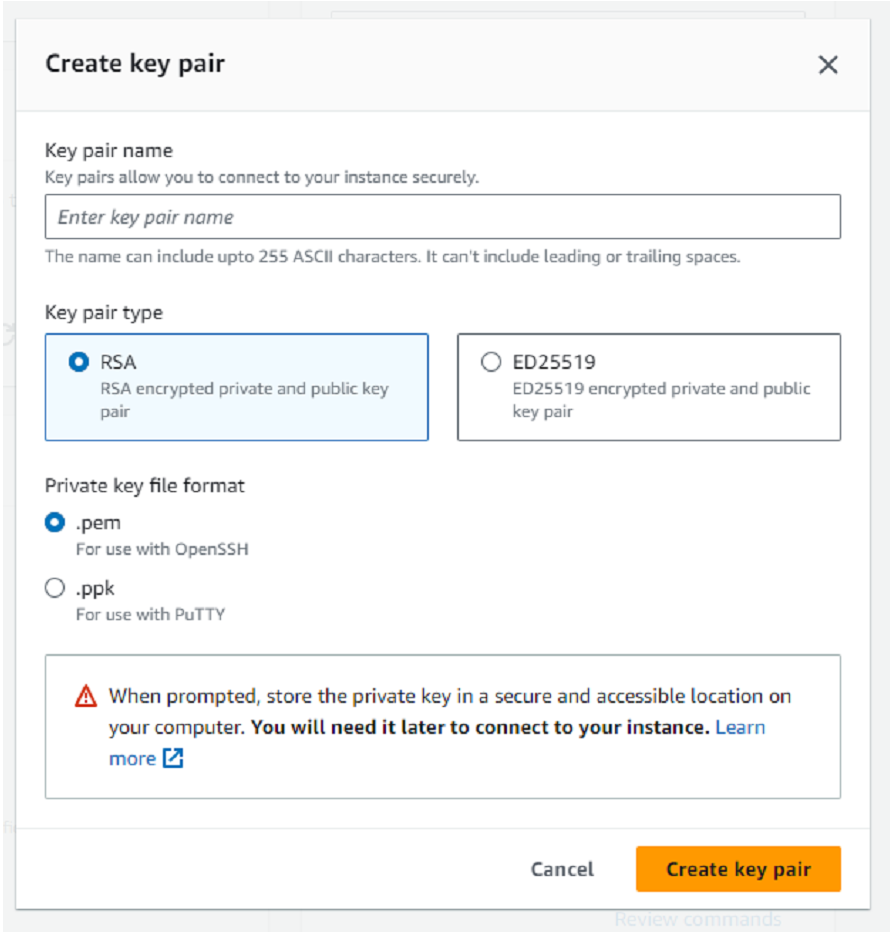 Create key pair
Key pair name
Key pairs allow you to connect to your instance securely.
Enter key pair name
The name can include upto 255 ASCII characters. It can't include leading or trailing spaces.
Key pair type
RSA
RSA encrypted private and public key
pair
ED25519
ED25519 encrypted private and public
key pair
Private key file format
.pem
For use with OpenSSH
.ppk
For use with PuTTY
When prompted, store the private key in a secure and accessible location on
your computer. You will need it later to connect to your instance. Learn
more
Cancel
Create key pair
Review commands